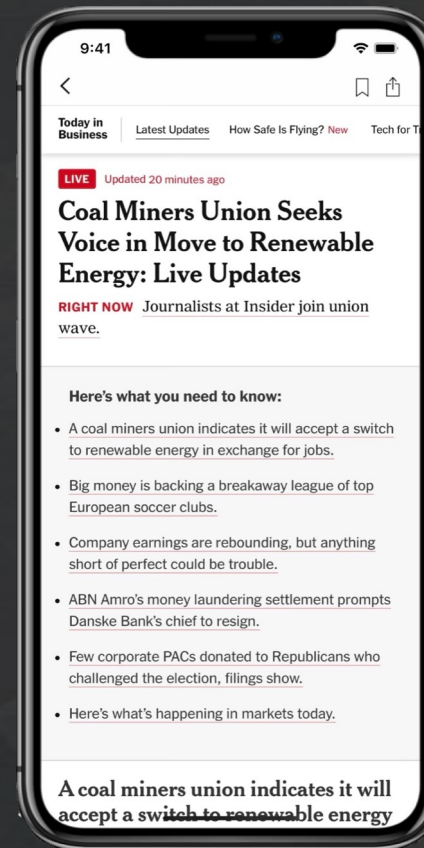 9:41
Today in
Business
Latest Updates
How Safe Is Flying? New
Tech for
LIVE Updated 20 minutes ago
Coal Miners Union Seeks
Voice in Move to Renewable
Energy: Live Updates
RIGHT NOW Journalists at Insider join union
wave.
Here’s what you need to know:
• A coal miners union indicates it will accept a switch
to renewable energy in exchange for jobs.
• Big money is backing a breakaway league of top
European soccer clubs.
• Company earnings are rebounding, but anything
short of perfect could be trouble.
• ABN Amro’s money laundering settlement prompts
Danske Bank’s chief to resign.
• Few corporate PACs donated to Republicans who
challenged the election, filings show.
• Here’s what’s happening in markets today.
A coal miners union indicates it will
accept a switch to renewable energy